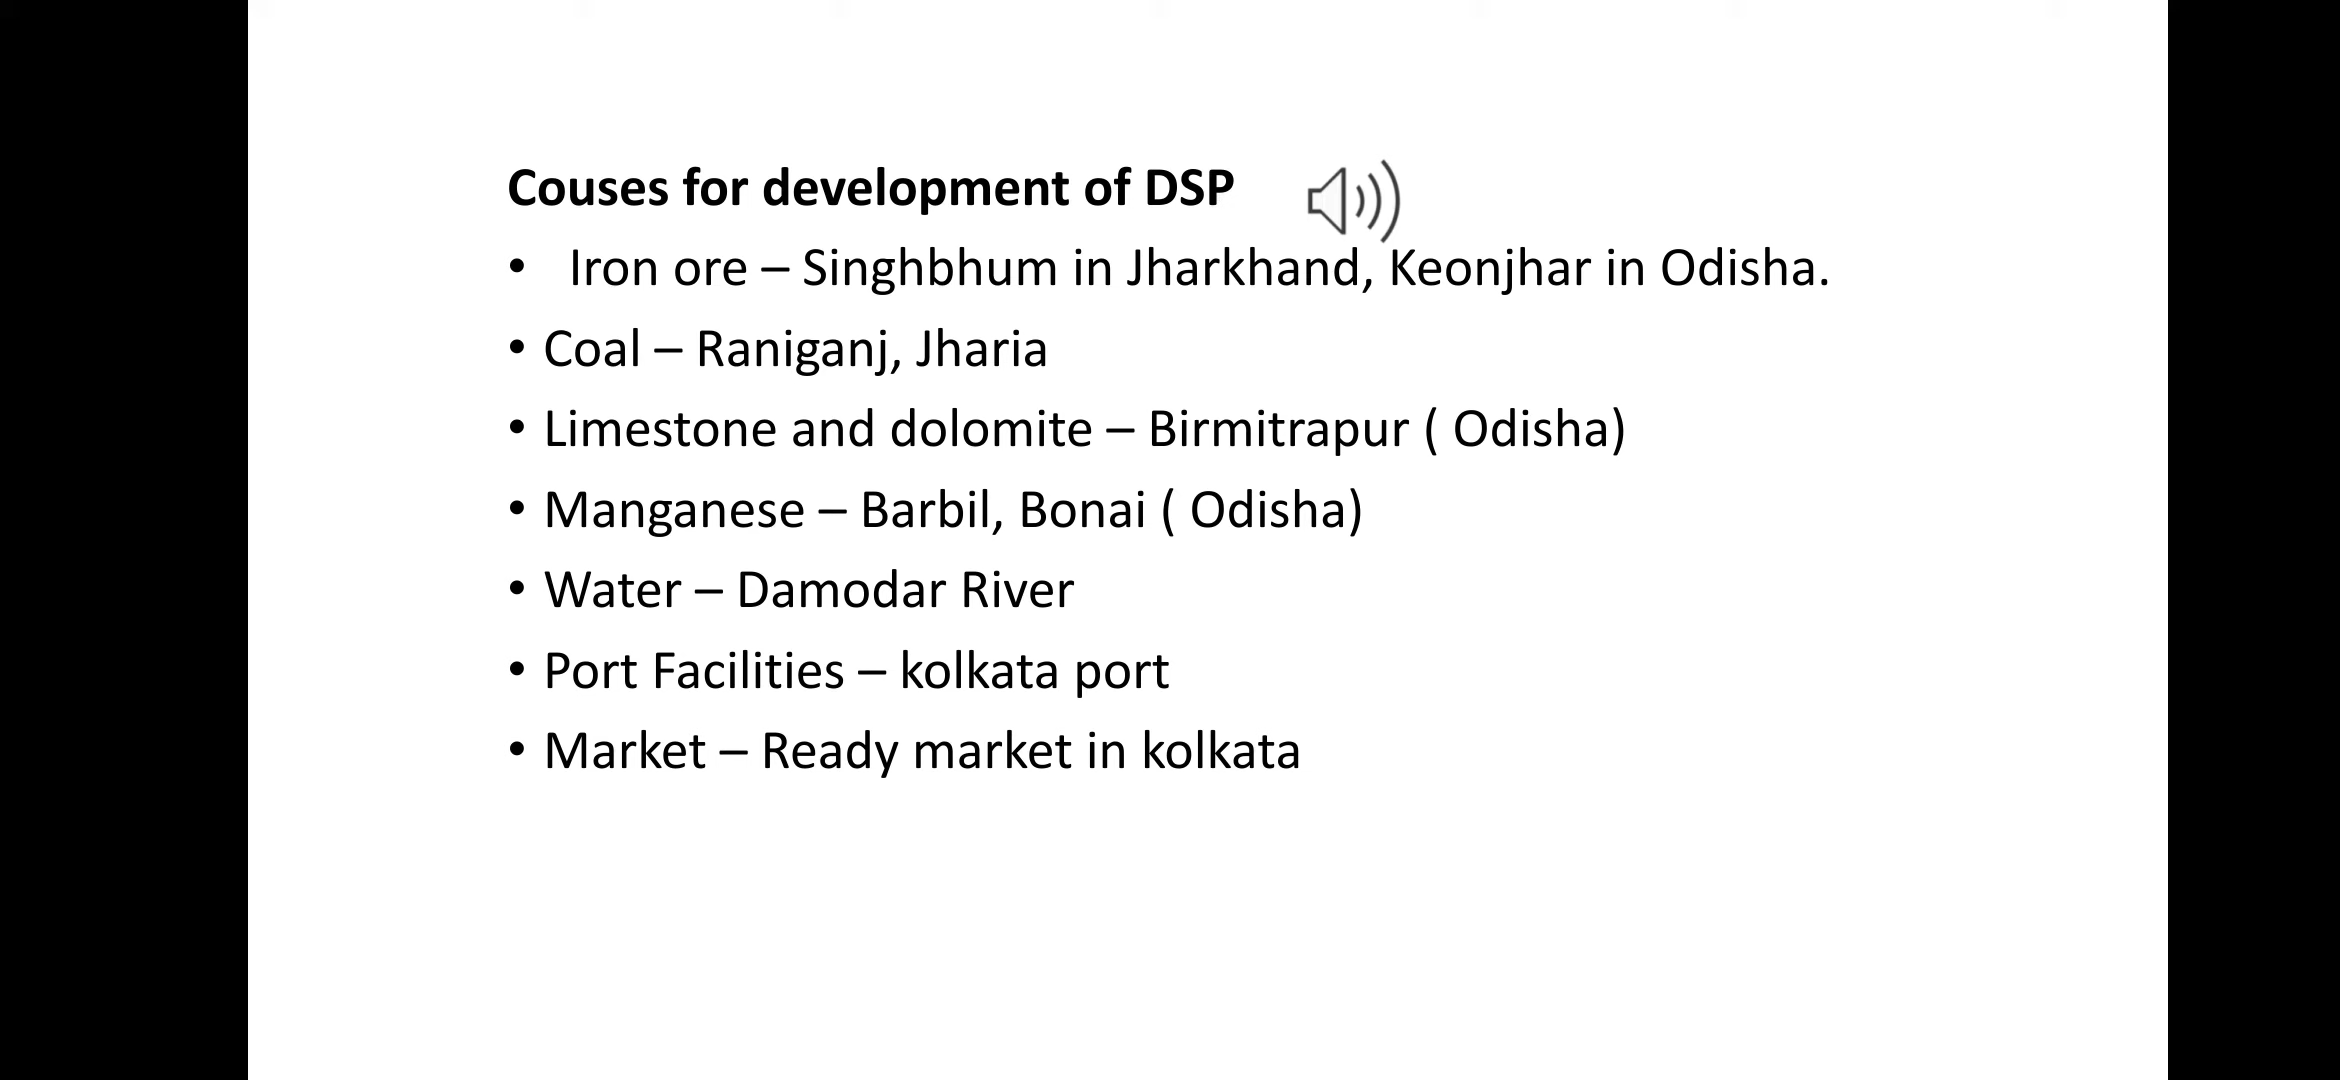 Couses for development of DSP
• Iron ore – Singhbhum in Jharkhand, Keonjhar in Odisha.
• Coal – Raniganj, Jharia
• Limestone and dolomite – Birmitrapur ( Odisha)
• Manganese – Barbil, Bonai ( Odisha)
• Water – Damodar River
• Port Facilities – kolkata port
• Market – Ready market in kolkata